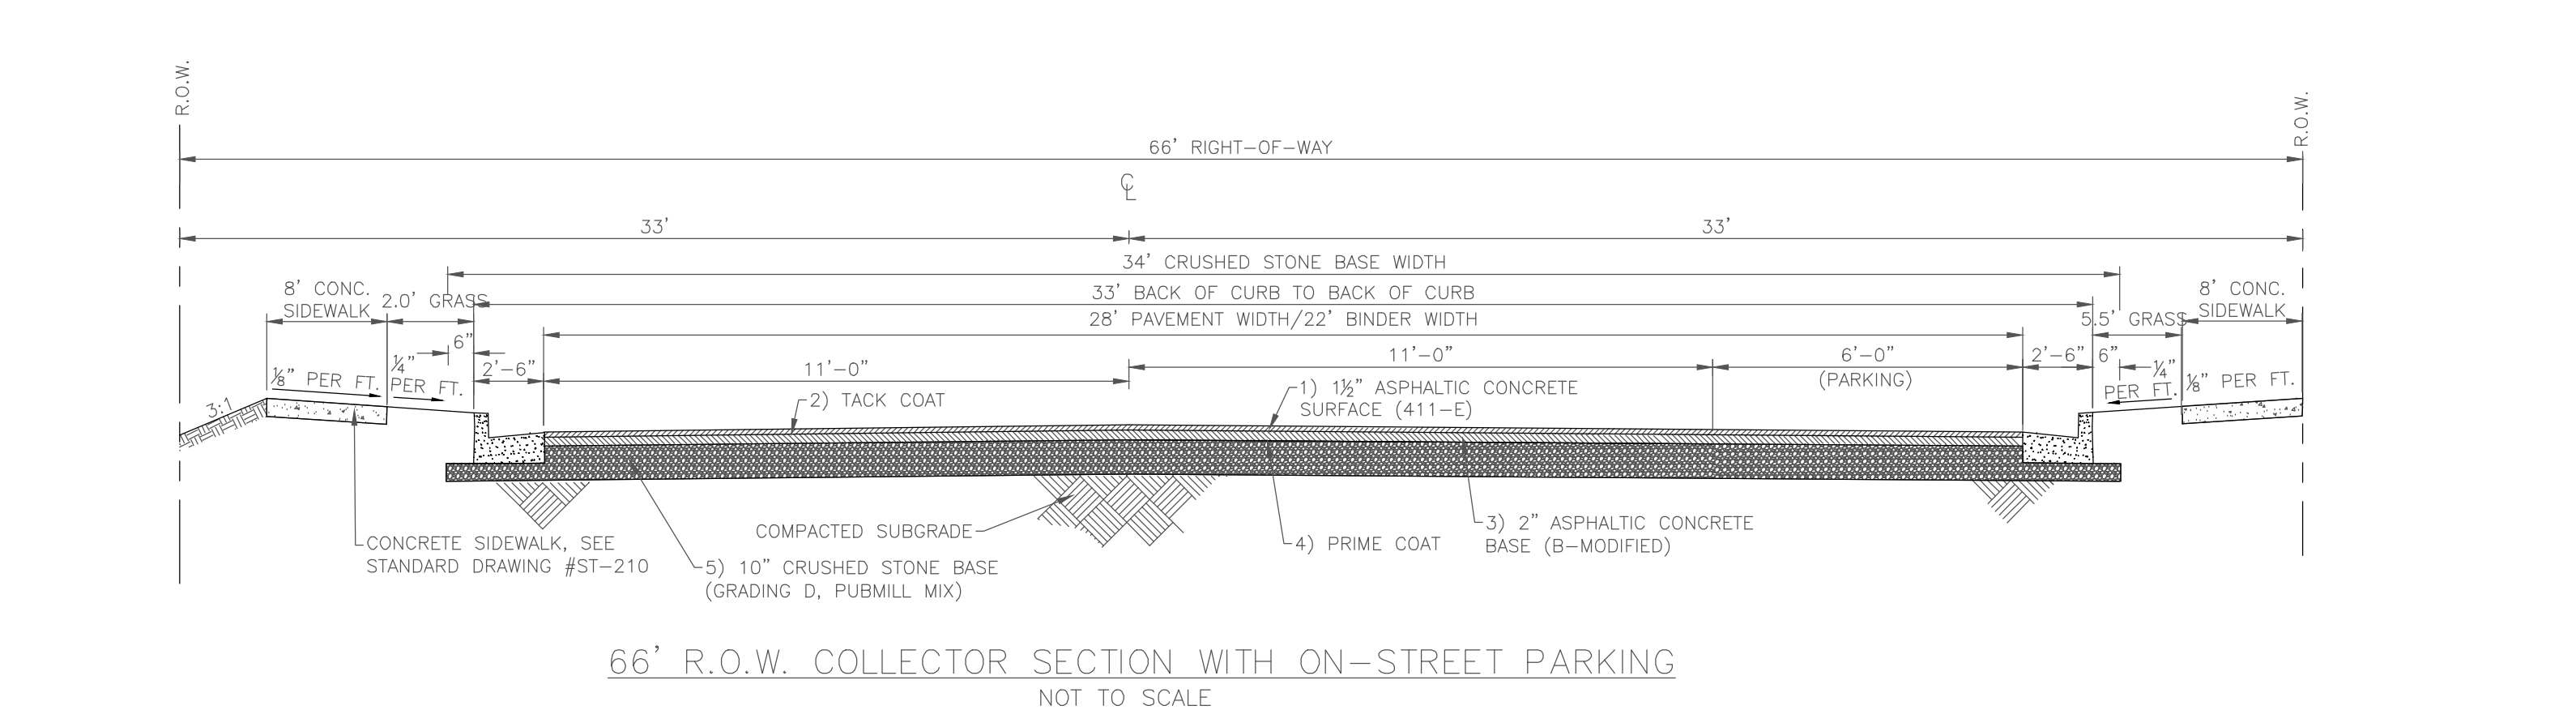 R.O.W.
R.O.W.
66' RIGHT-OF-WAY
CL
33'
33'
34' CRUSHED STONE BASE WIDTH
8' CONC.
SIDEWALK
2.0' GRASS
33' BACK OF CURB TO BACK OF CURB
8' CONC.
SIDEWALK
28' PAVEMENT WIDTH/22' BINDER WIDTH
5.5' GRASS
6"
2'-6"
11'-0"
11'-0"
6'-0"
(PARKING)
2'-6"
6"
⅛" PER FT.
¼"
PER FT.
¼"
PER FT.
⅛" PER FT.
3:1
2) TACK COAT
1) 1½" ASPHALTIC CONCRETE
SURFACE (411-E)
COMPACTED SUBGRADE
3) 2" ASPHALTIC CONCRETE
BASE (B-MODIFIED)
4) PRIME COAT
CONCRETE SIDEWALK, SEE
STANDARD DRAWING #ST-210
5) 10" CRUSHED STONE BASE
(GRADING D, PUBMILL MIX)
66' R.O.W. COLLECTOR SECTION WITH ON-STREET PARKING
NOT TO SCALE